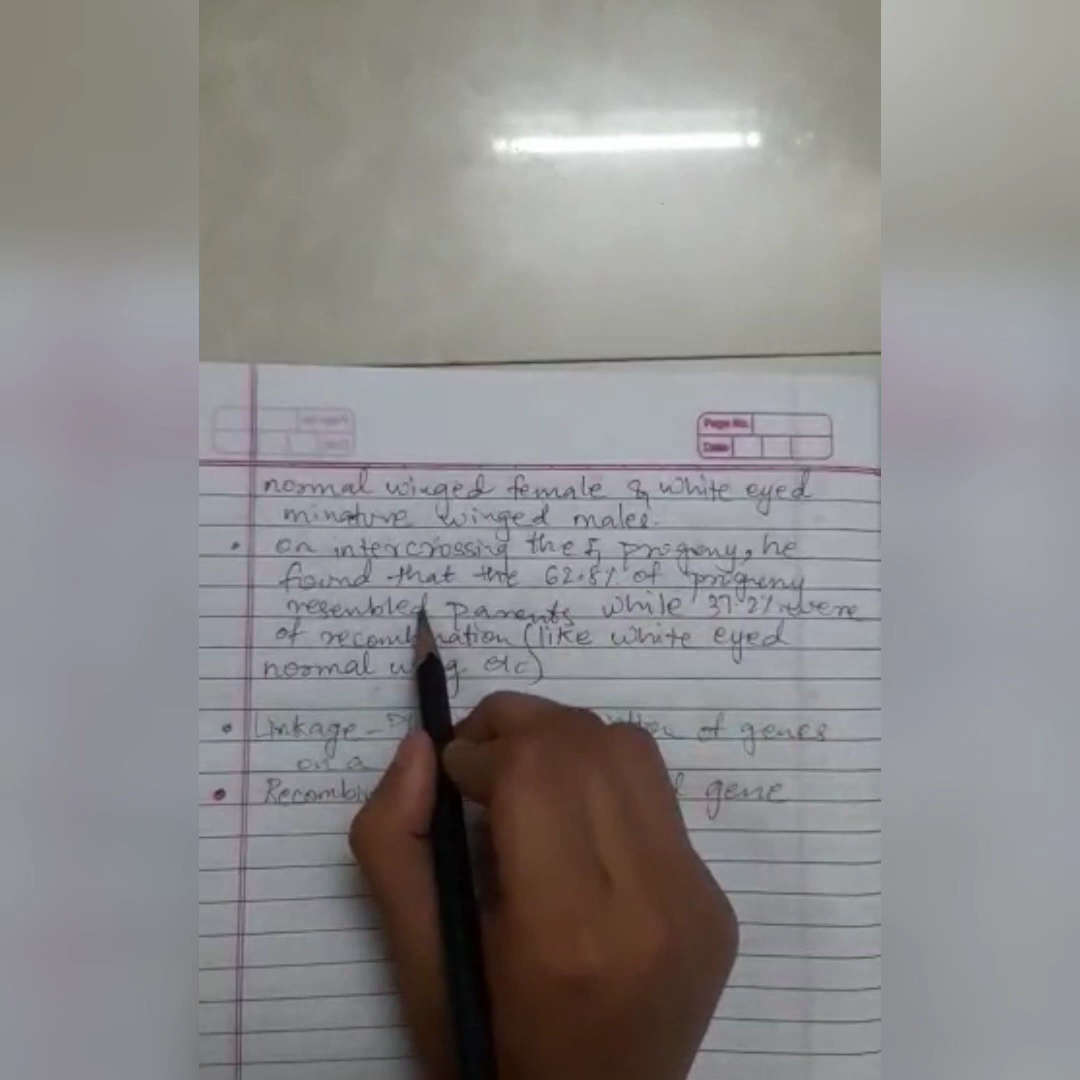 Page No.
Date
normal winged female & white eyed
minature winged males.
• on intercrossing the F1 progeny, he
found that the 62.8% of progeny
resenbled parents while 37.2% were
of recombination (like white eyed
normal wing etc)
• Linkage - of genes
on a
• gene